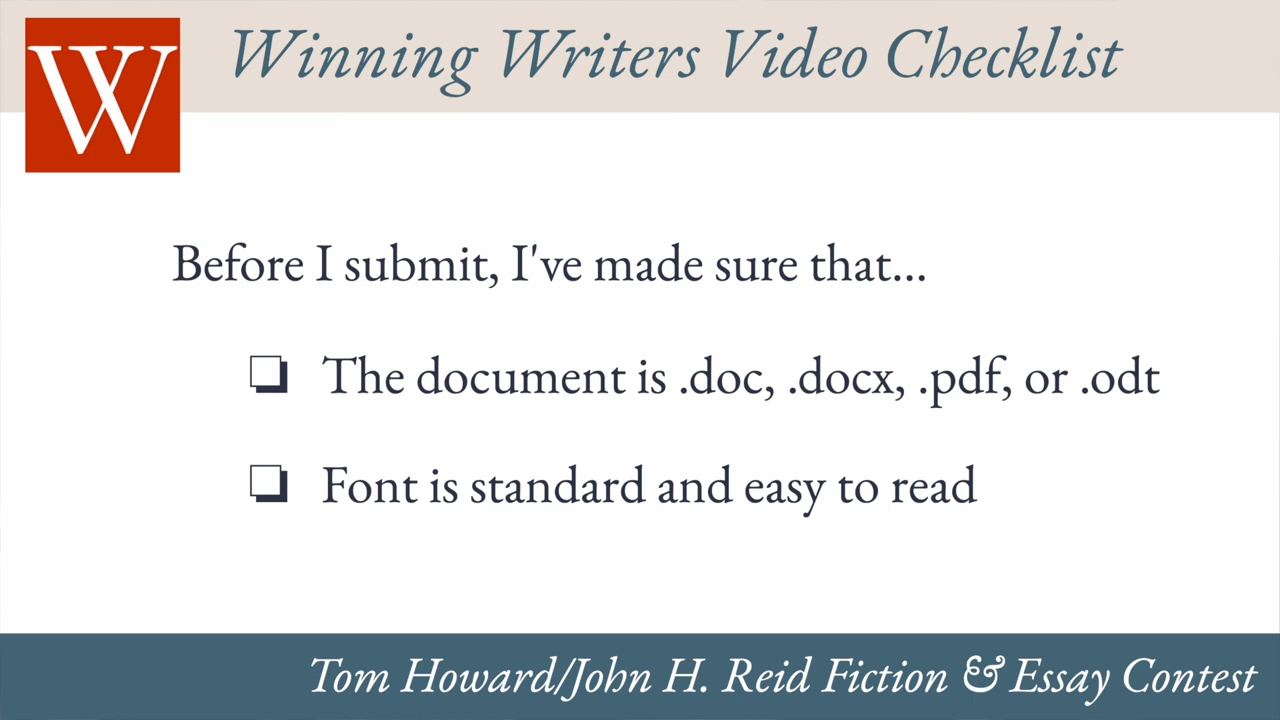 W
Winning Writers Video Checklist
Before I submit, I've made sure that...
❏ The document is .doc, .docx, .pdf, or .odt
❏ Font is standard and easy to read
Tom Howard/John H. Reid Fiction & Essay Contest